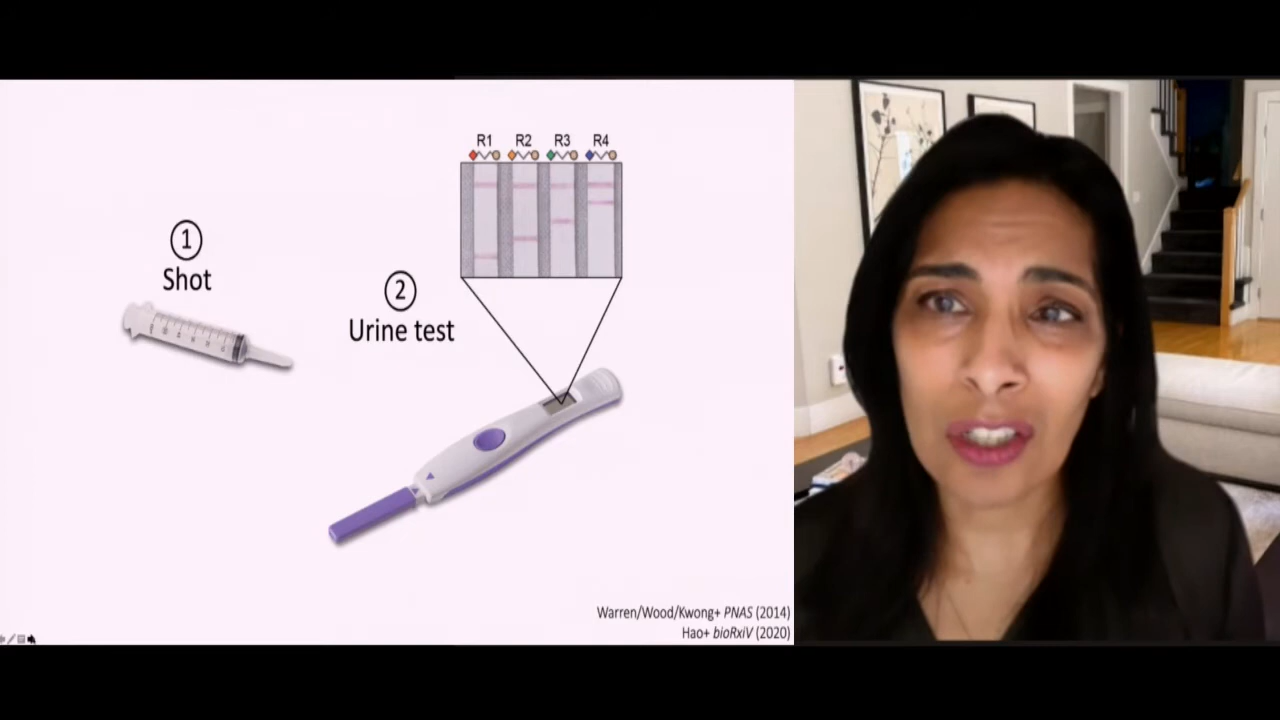 R1 R2 R3 R4
①
Shot
②
Urine test
Warren/Wood/Kwong+ PNAS (2014)
Hao+ bioRxiV (2020)